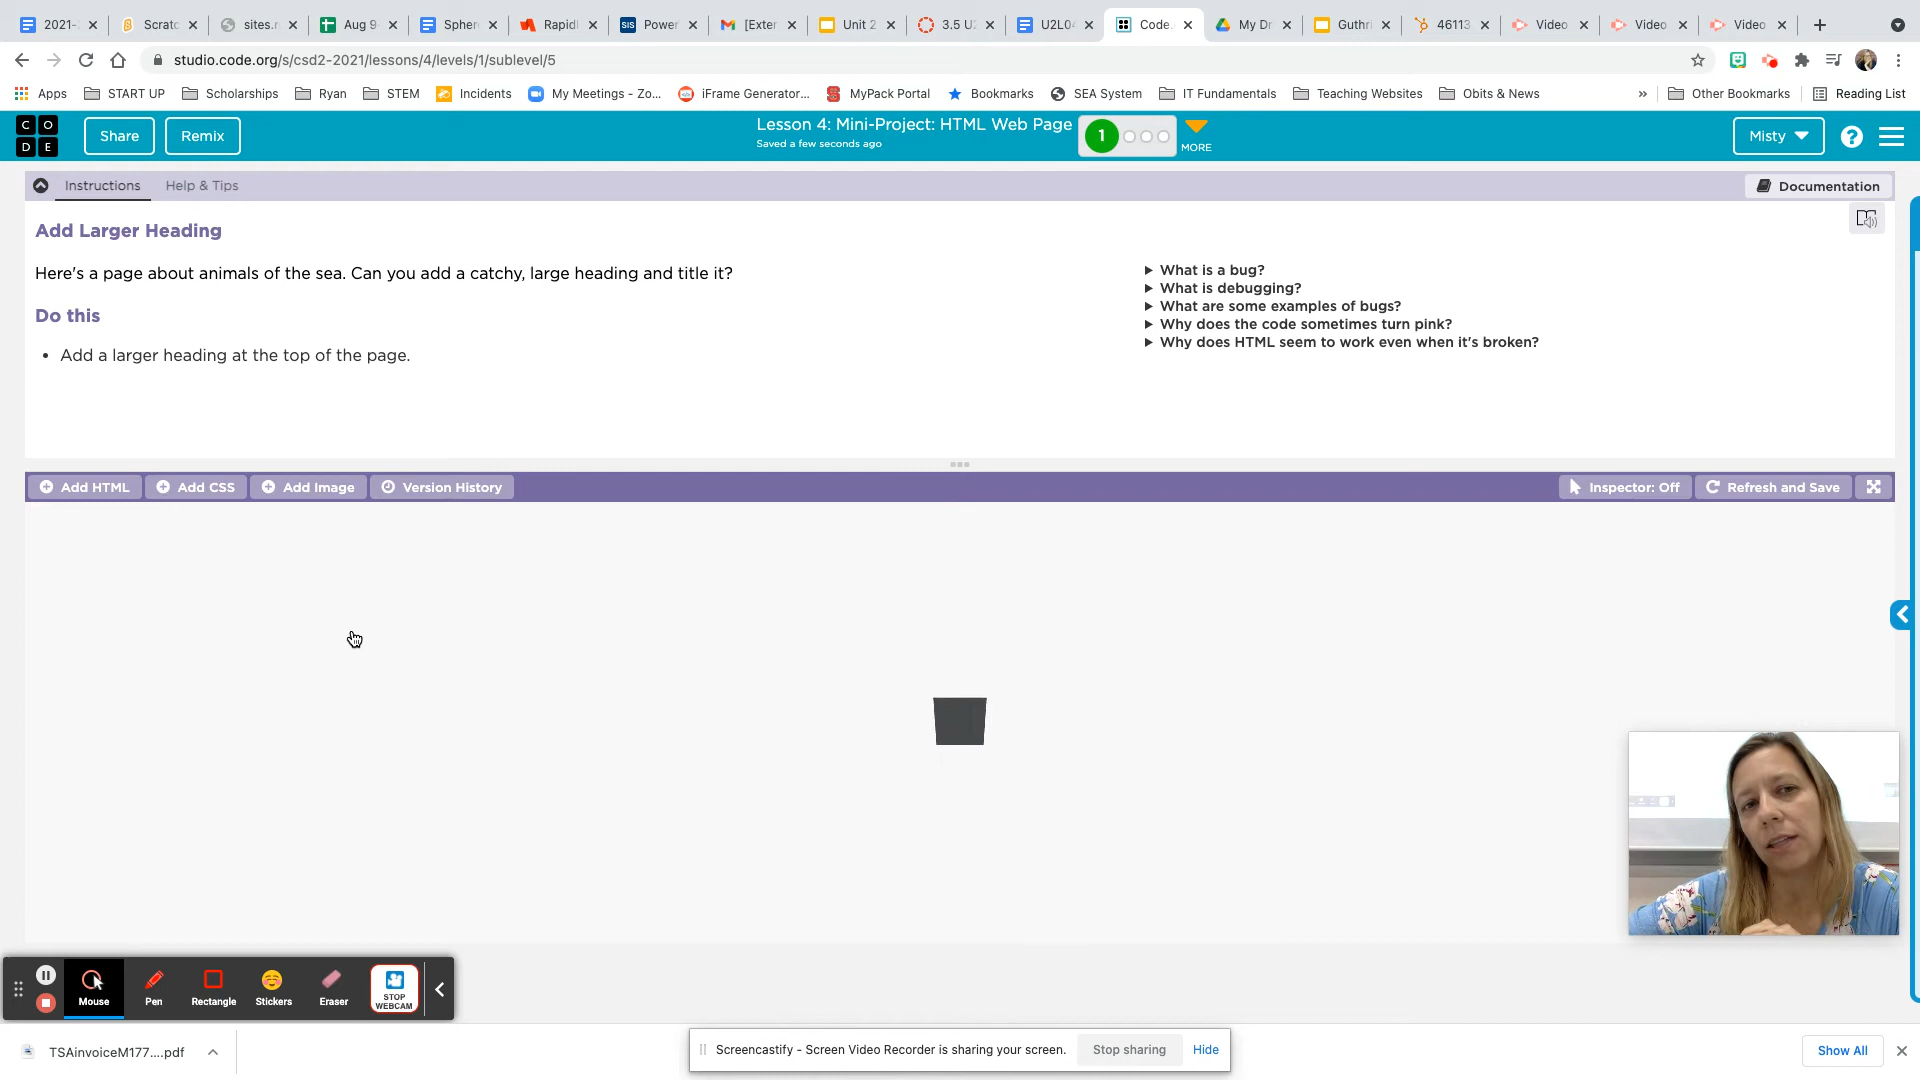 2021-
Scratc
sites.r
Aug 9-
Sphere
Rapidl
SIS
Power
[Exter
Unit 2
3.5 U2
U2L04
Code.
My Dr
Guthri
46113
Video
Video
Video
studio.code.org/s/csd2-2021/lessons/4/levels/1/sublevel/5
Apps
START UP
Scholarships
Ryan
STEM
Incidents
My Meetings - Zo...
iFrame Generator...
MyPack Portal
Bookmarks
SEA System
IT Fundamentals
Teaching Websites
Obits & News
»
Other Bookmarks
Reading List
CODE
Share
Remix
Lesson 4: Mini-Project: HTML Web Page
Saved a few seconds ago
1
MORE
Misty
?
Instructions
Help & Tips
Documentation
Add Larger Heading
Here's a page about animals of the sea. Can you add a catchy, large heading and title it?
Do this
• Add a larger heading at the top of the page.
What is a bug?
What is debugging?
What are some examples of bugs?
Why does the code sometimes turn pink?
Why does HTML seem to work even when it's broken?
Add HTML
Add CSS
Add Image
Version History
Inspector: Off
Refresh and Save
Mouse
Pen
Rectangle
Stickers
Eraser
STOP
WEBCAM
TSAinvoiceM177....pdf
Screencastify - Screen Video Recorder is sharing your screen.
Stop sharing
Hide
Show All